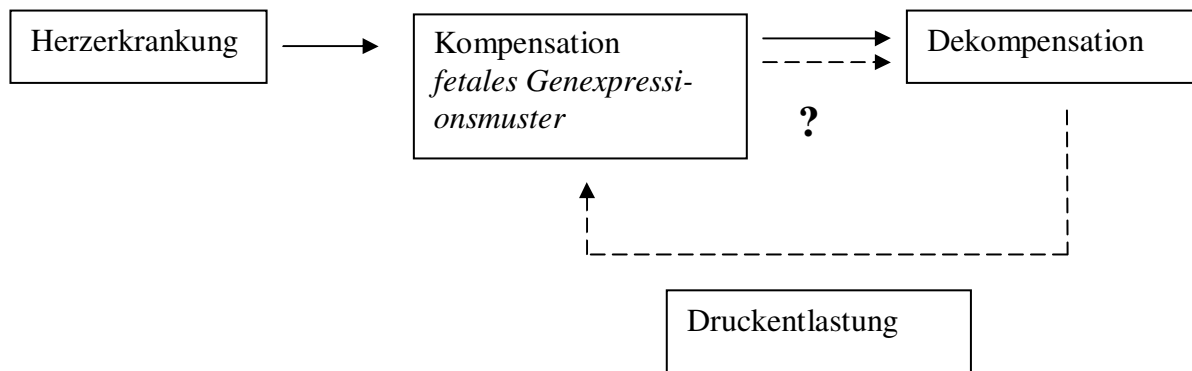 Herzerkrankung
Kompensation
fetales Genexpressi-
onsmuster
Dekompensation
?
Druckentlastung